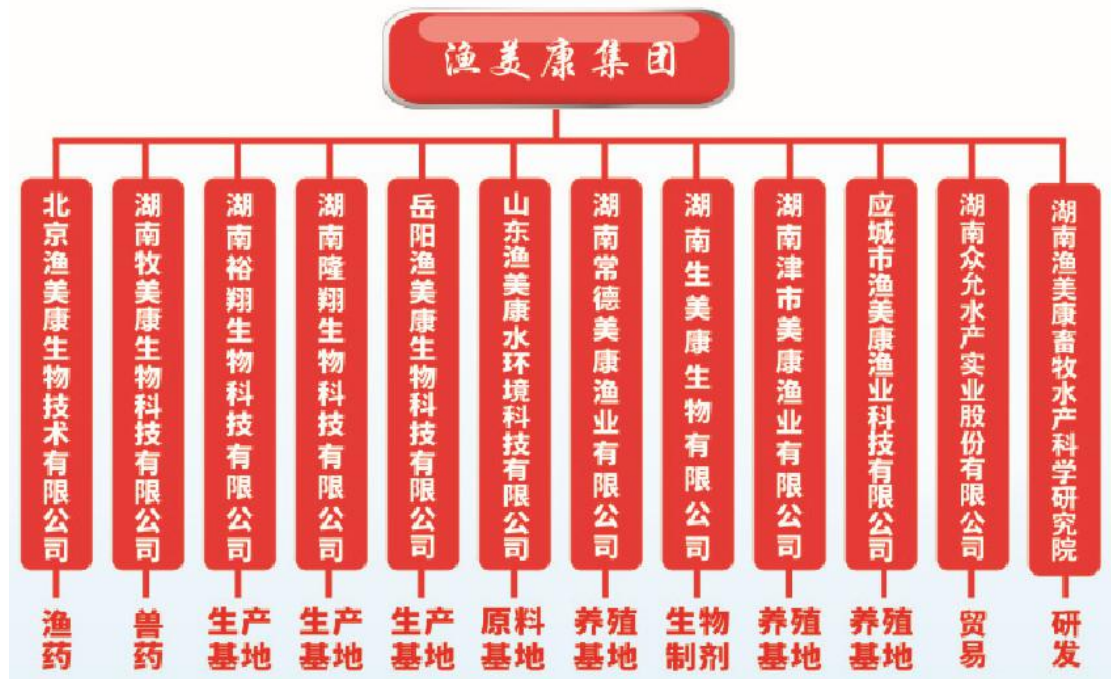 渔美康集团
北京渔美康生物技术有限公司
湖南牧美康生物科技有限公司
湖南裕翔生物科技有限公司
湖南隆翔生物科技有限公司
岳阳渔美康生物科技有限公司
山东渔美康水环境科技有限公司
湖南常德美康渔业有限公司
湖南生美康生物有限公司
湖南津市美康渔业有限公司
应城市渔美康渔业科技有限公司
湖南众允水产实业股份有限公司
湖南渔美康畜牧水产科学研究院
渔药
兽药
生产基地
生产基地
生产基地
原料基地
养殖基地
生物制剂
养殖基地
养殖基地
贸易
研发